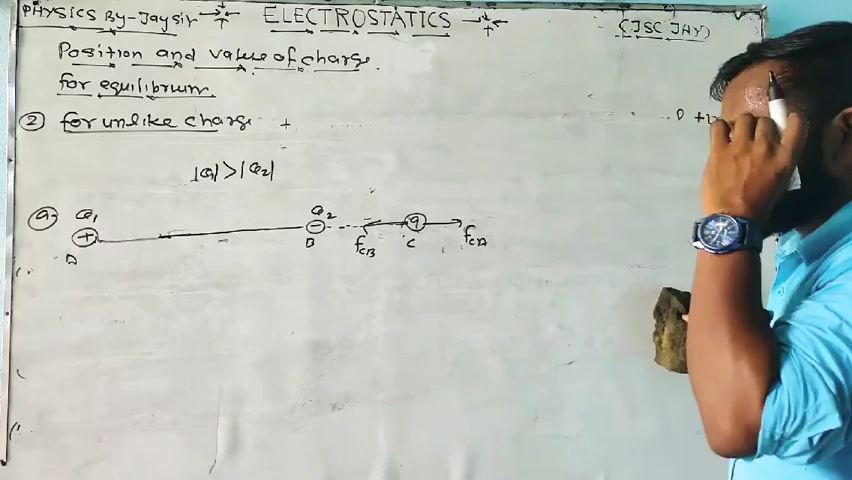 PHYSICS By-Jaysir ELECTROSTATICS (JSC JAY)
Position and value of charge
for equilibrium.
② for unlike charge +
|Q1| > |Q2|
Q1 Q2
+ - q
A B FCB C FCA